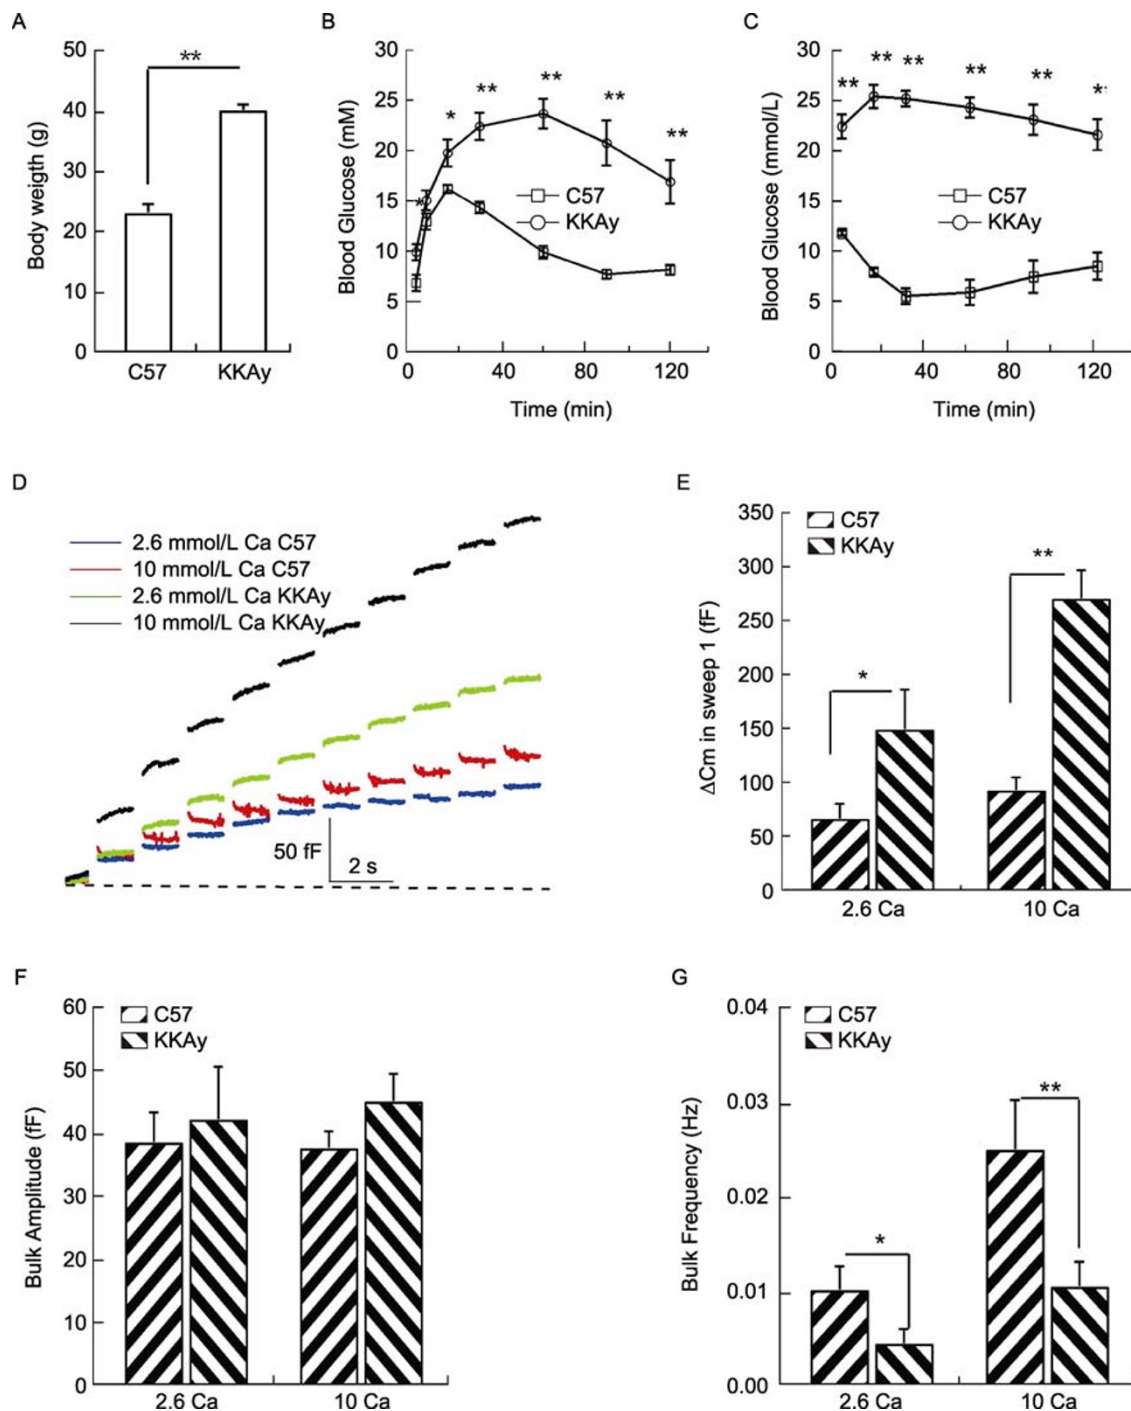 A
50
40
30
20
10
0
Body weigth (g)
**
C57
KKAy
B
30
25
20
15
10
5
0
Blood Glucose (mM)
*
*
**
**
**
**
C57
KKAy
0
40
80
120
Time (min)
C
30
25
20
15
10
5
0
Blood Glucose (mmol/L)
**
**
**
**
**
*
C57
KKAy
0
40
80
120
Time (min)
D
2.6 mmol/L Ca C57
10 mmol/L Ca C57
2.6 mmol/L Ca KKAy
10 mmol/L Ca KKAy
50 fF
2 s
E
350
300
250
200
150
100
50
0
ΔCm in sweep 1 (fF)
C57
KKAy
*
**
2.6 Ca
10 Ca
F
60
50
40
30
20
10
0
Bulk Amplitude (fF)
C57
KKAy
2.6 Ca
10 Ca
G
0.04
0.03
0.02
0.01
0.00
Bulk Frequency (Hz)
C57
KKAy
*
**
2.6 Ca
10 Ca